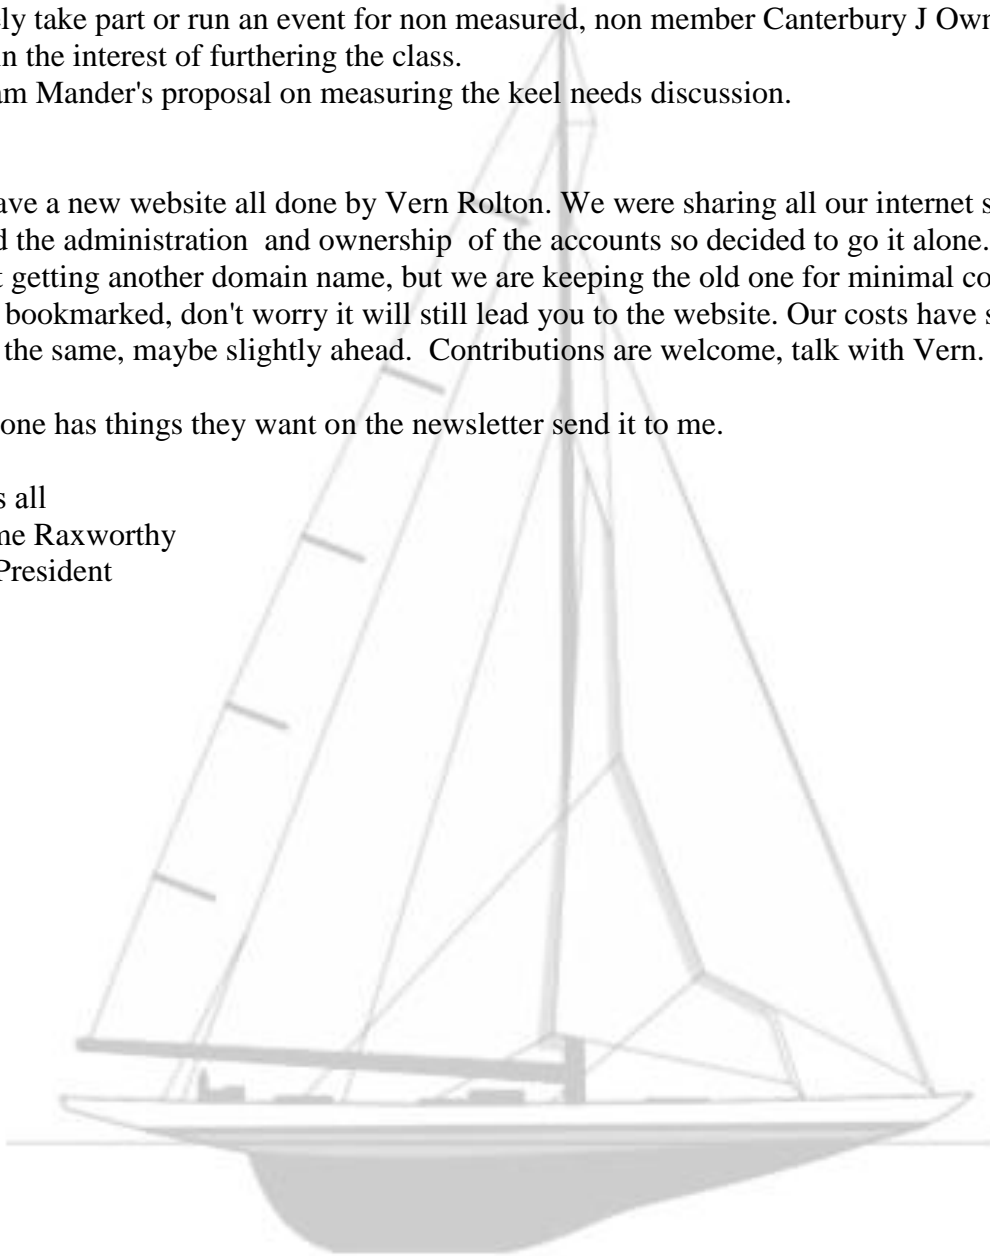 ly take part or run an event for non measured, non member Canterbury J Own
n the interest of furthering the class.
am Mander's proposal on measuring the keel needs discussion.
ave a new website all done by Vern Rolton. We were sharing all our internet s
d the administration  and ownership  of the accounts so decided to go it alone.
t getting another domain name, but we are keeping the old one for minimal co
bookmarked, don't worry it will still lead you to the website. Our costs have s
the same, maybe slightly ahead.  Contributions are welcome, talk with Vern.
one has things they want on the newsletter send it to me.
s all
ne Raxworthy
President